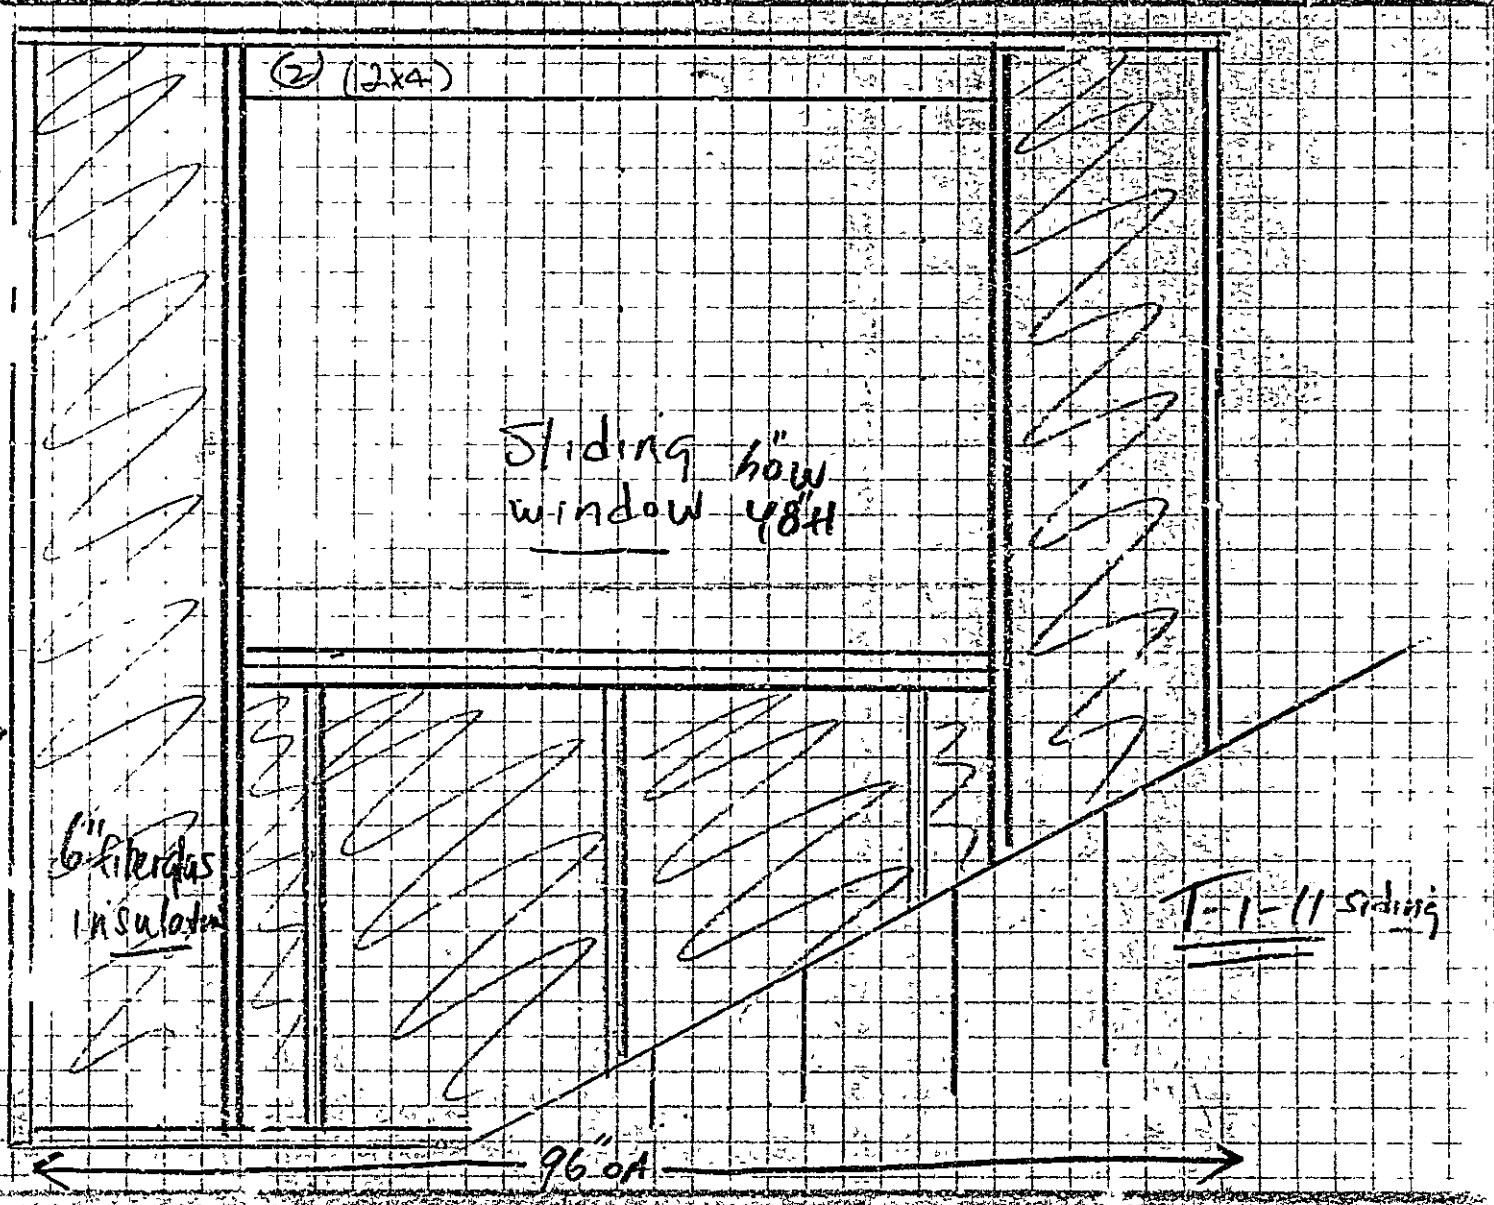 ② (2x4)
Sliding 60"W
window 48"H
6" fiberglas
insulation
T-1-11 siding
96" OA